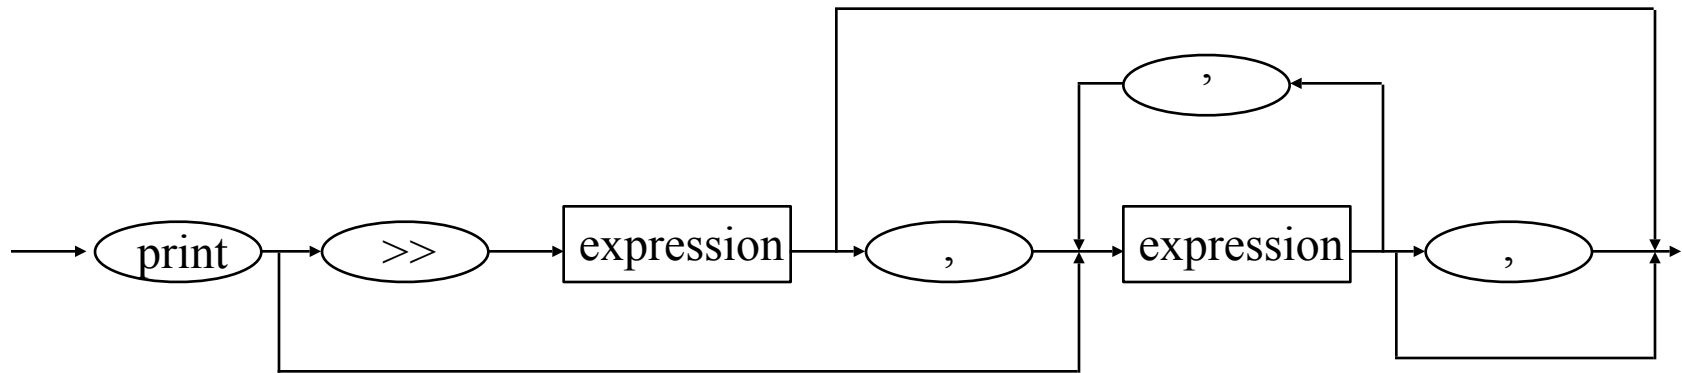 ,
print >> expression , expression ,